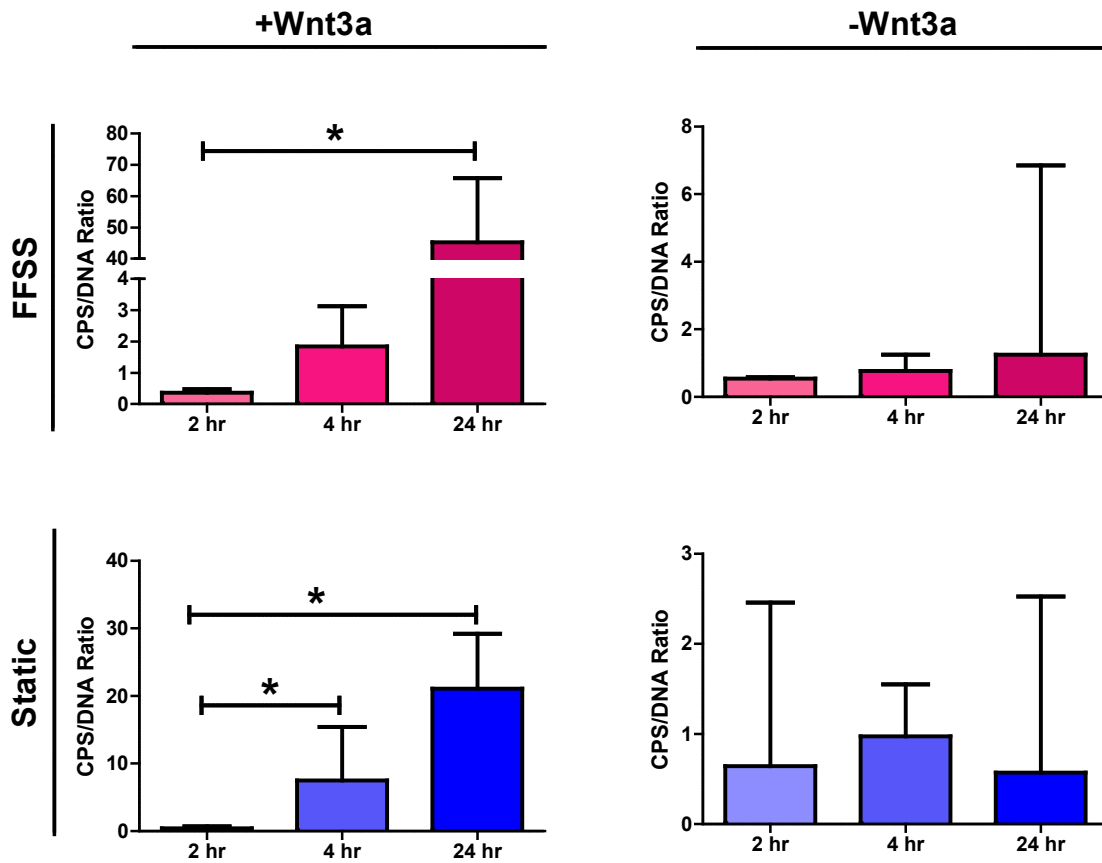 +Wnt3a
-Wnt3a
FFSS
CPS/DNA Ratio
80
70
60
50
40
4
3
2
1
0
*
2 hr
4 hr
24 hr
CPS/DNA Ratio
8
6
4
2
0
2 hr
4 hr
24 hr
Static
CPS/DNA Ratio
40
30
20
10
0
*
*
2 hr
4 hr
24 hr
CPS/DNA Ratio
3
2
1
0
2 hr
4 hr
24 hr